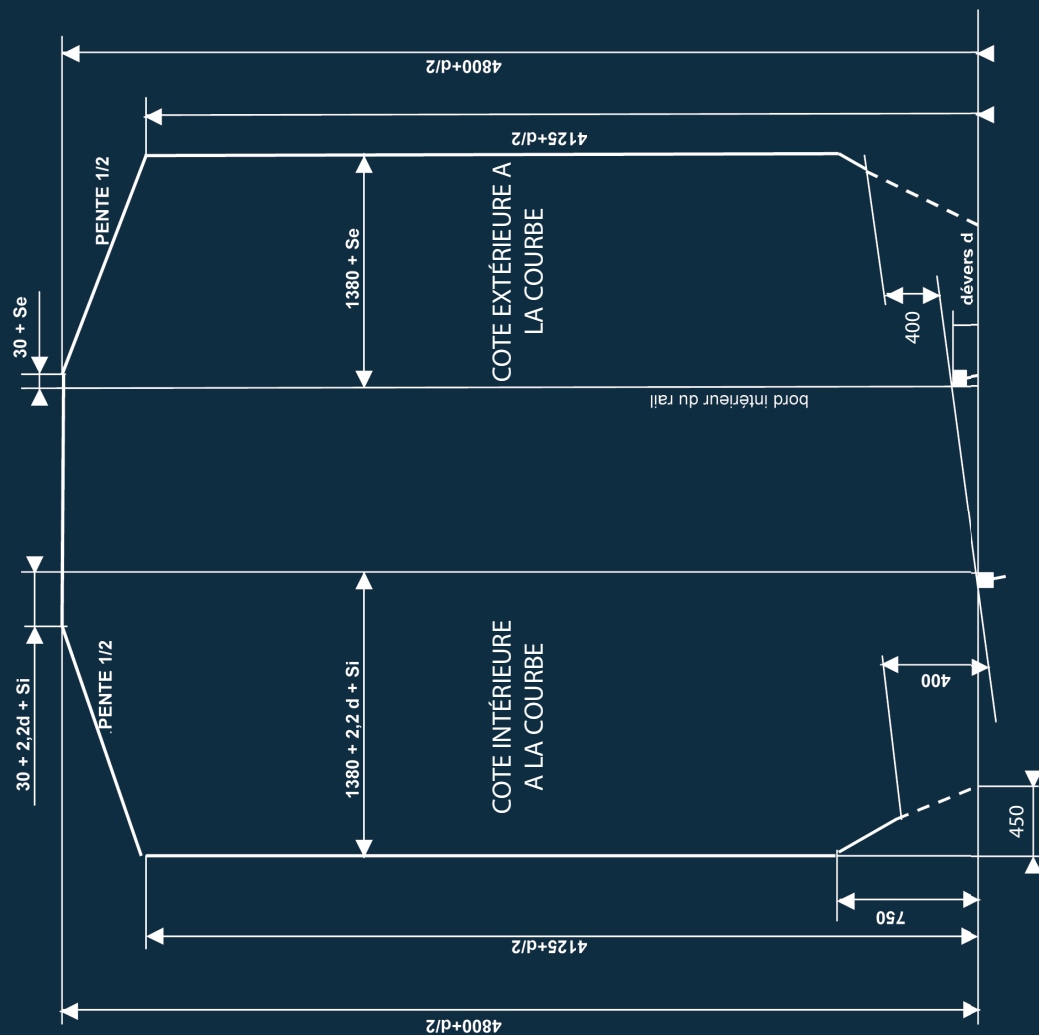 30 + 2,2d + Si
30 + Se
PENTE 1/2
PENTE 1/2
4800+d/2
4125+d/2
1380 + 2,2 d + Si
1380 + Se
COTE INTÉRIEURE
A LA COURBE
COTE EXTÉRIEURE A
LA COURBE
bord intérieur du rail
400
dévers d
400
450
750
4125+d/2
4800+d/2